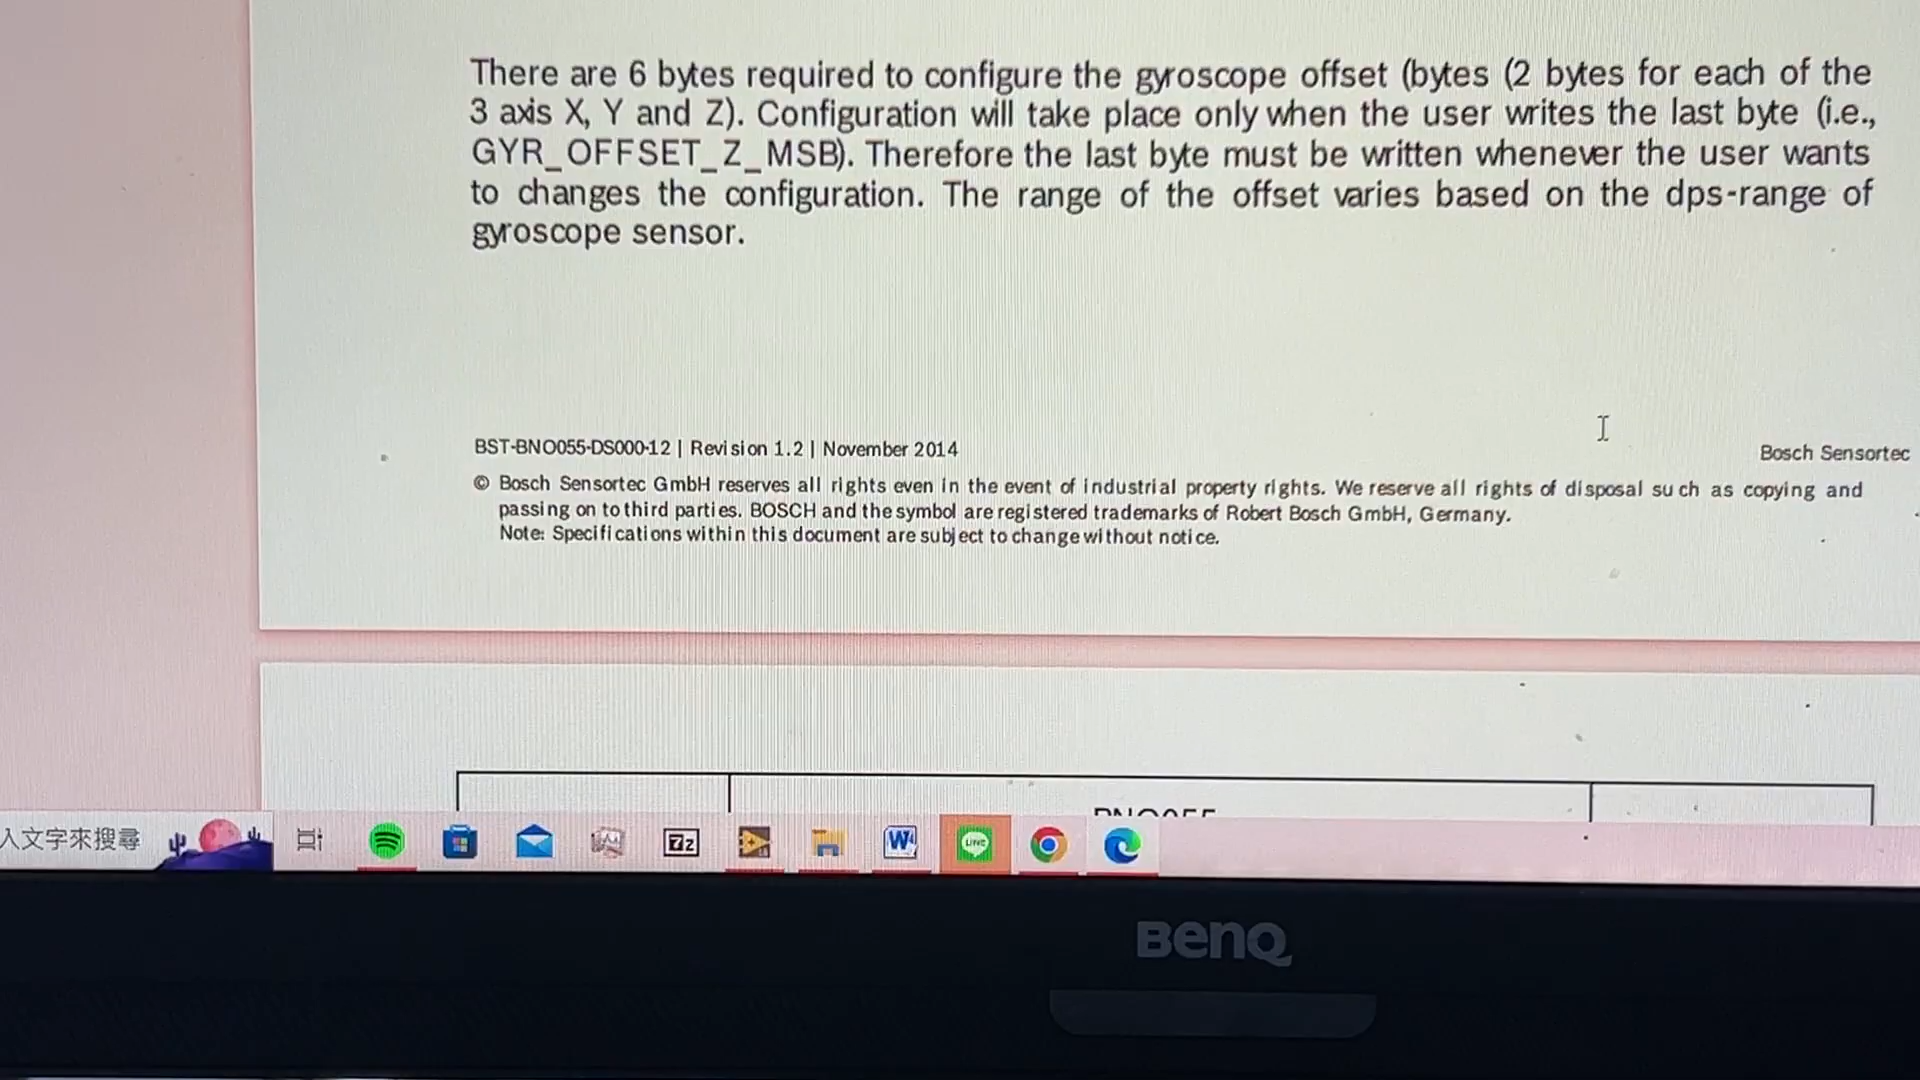 There are 6 bytes required to configure the gyroscope offset (bytes (2 bytes for each of the
3 axis X, Y and Z). Configuration will take place only when the user writes the last byte (i.e.,
GYR_OFFSET_Z_MSB). Therefore the last byte must be written whenever the user wants
to changes the configuration. The range of the offset varies based on the dps-range of
gyroscope sensor.
BST-BNO055-DS000-12 | Revision 1.2 | November 2014
Bosch Sensortec
© Bosch Sensortec GmbH reserves all rights even in the event of industrial property rights. We reserve all rights of disposal such as copying and
passing on to third parties. BOSCH and the symbol are registered trademarks of Robert Bosch GmbH, Germany.
Note: Specifications within this document are subject to change without notice.
入文字來搜尋
7z
W
LINE
BenQ